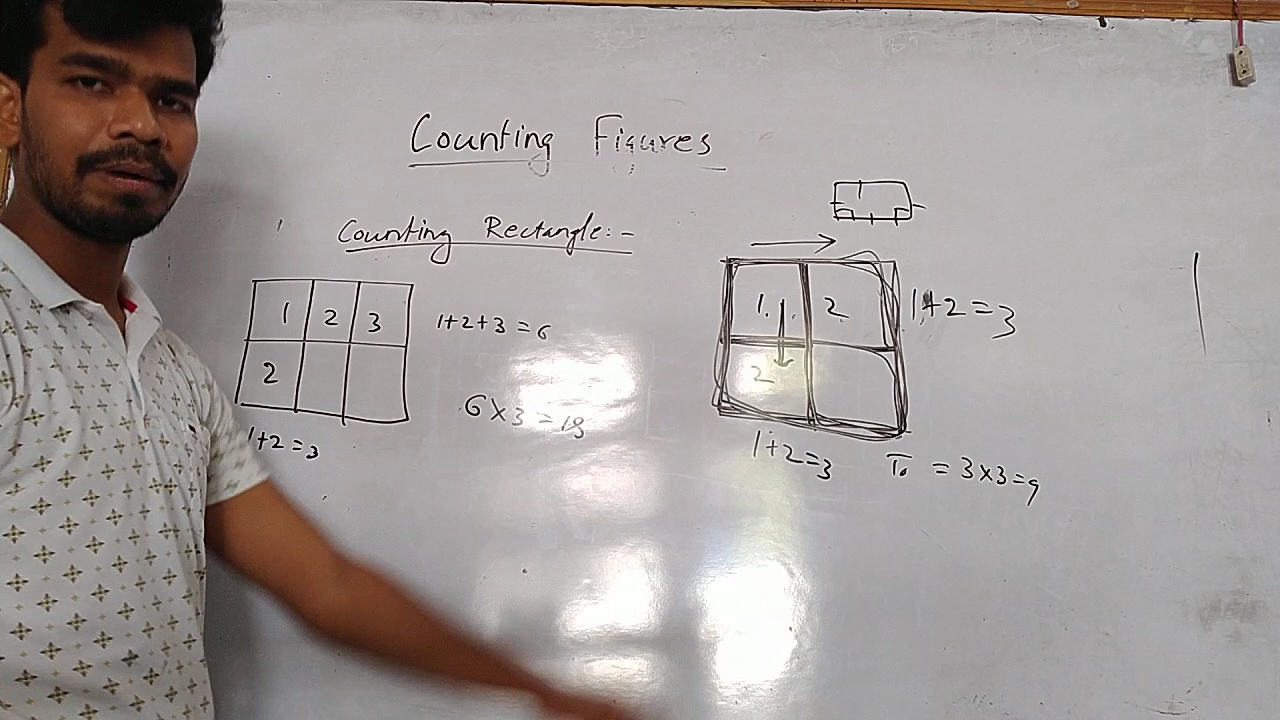 Counting Figures
Counting Rectangle:-
1 2 3
2
1+2+3=6
6×3=18
1+2=3
1 2
2
1+2=3
1+2=3
T. = 3×3=9